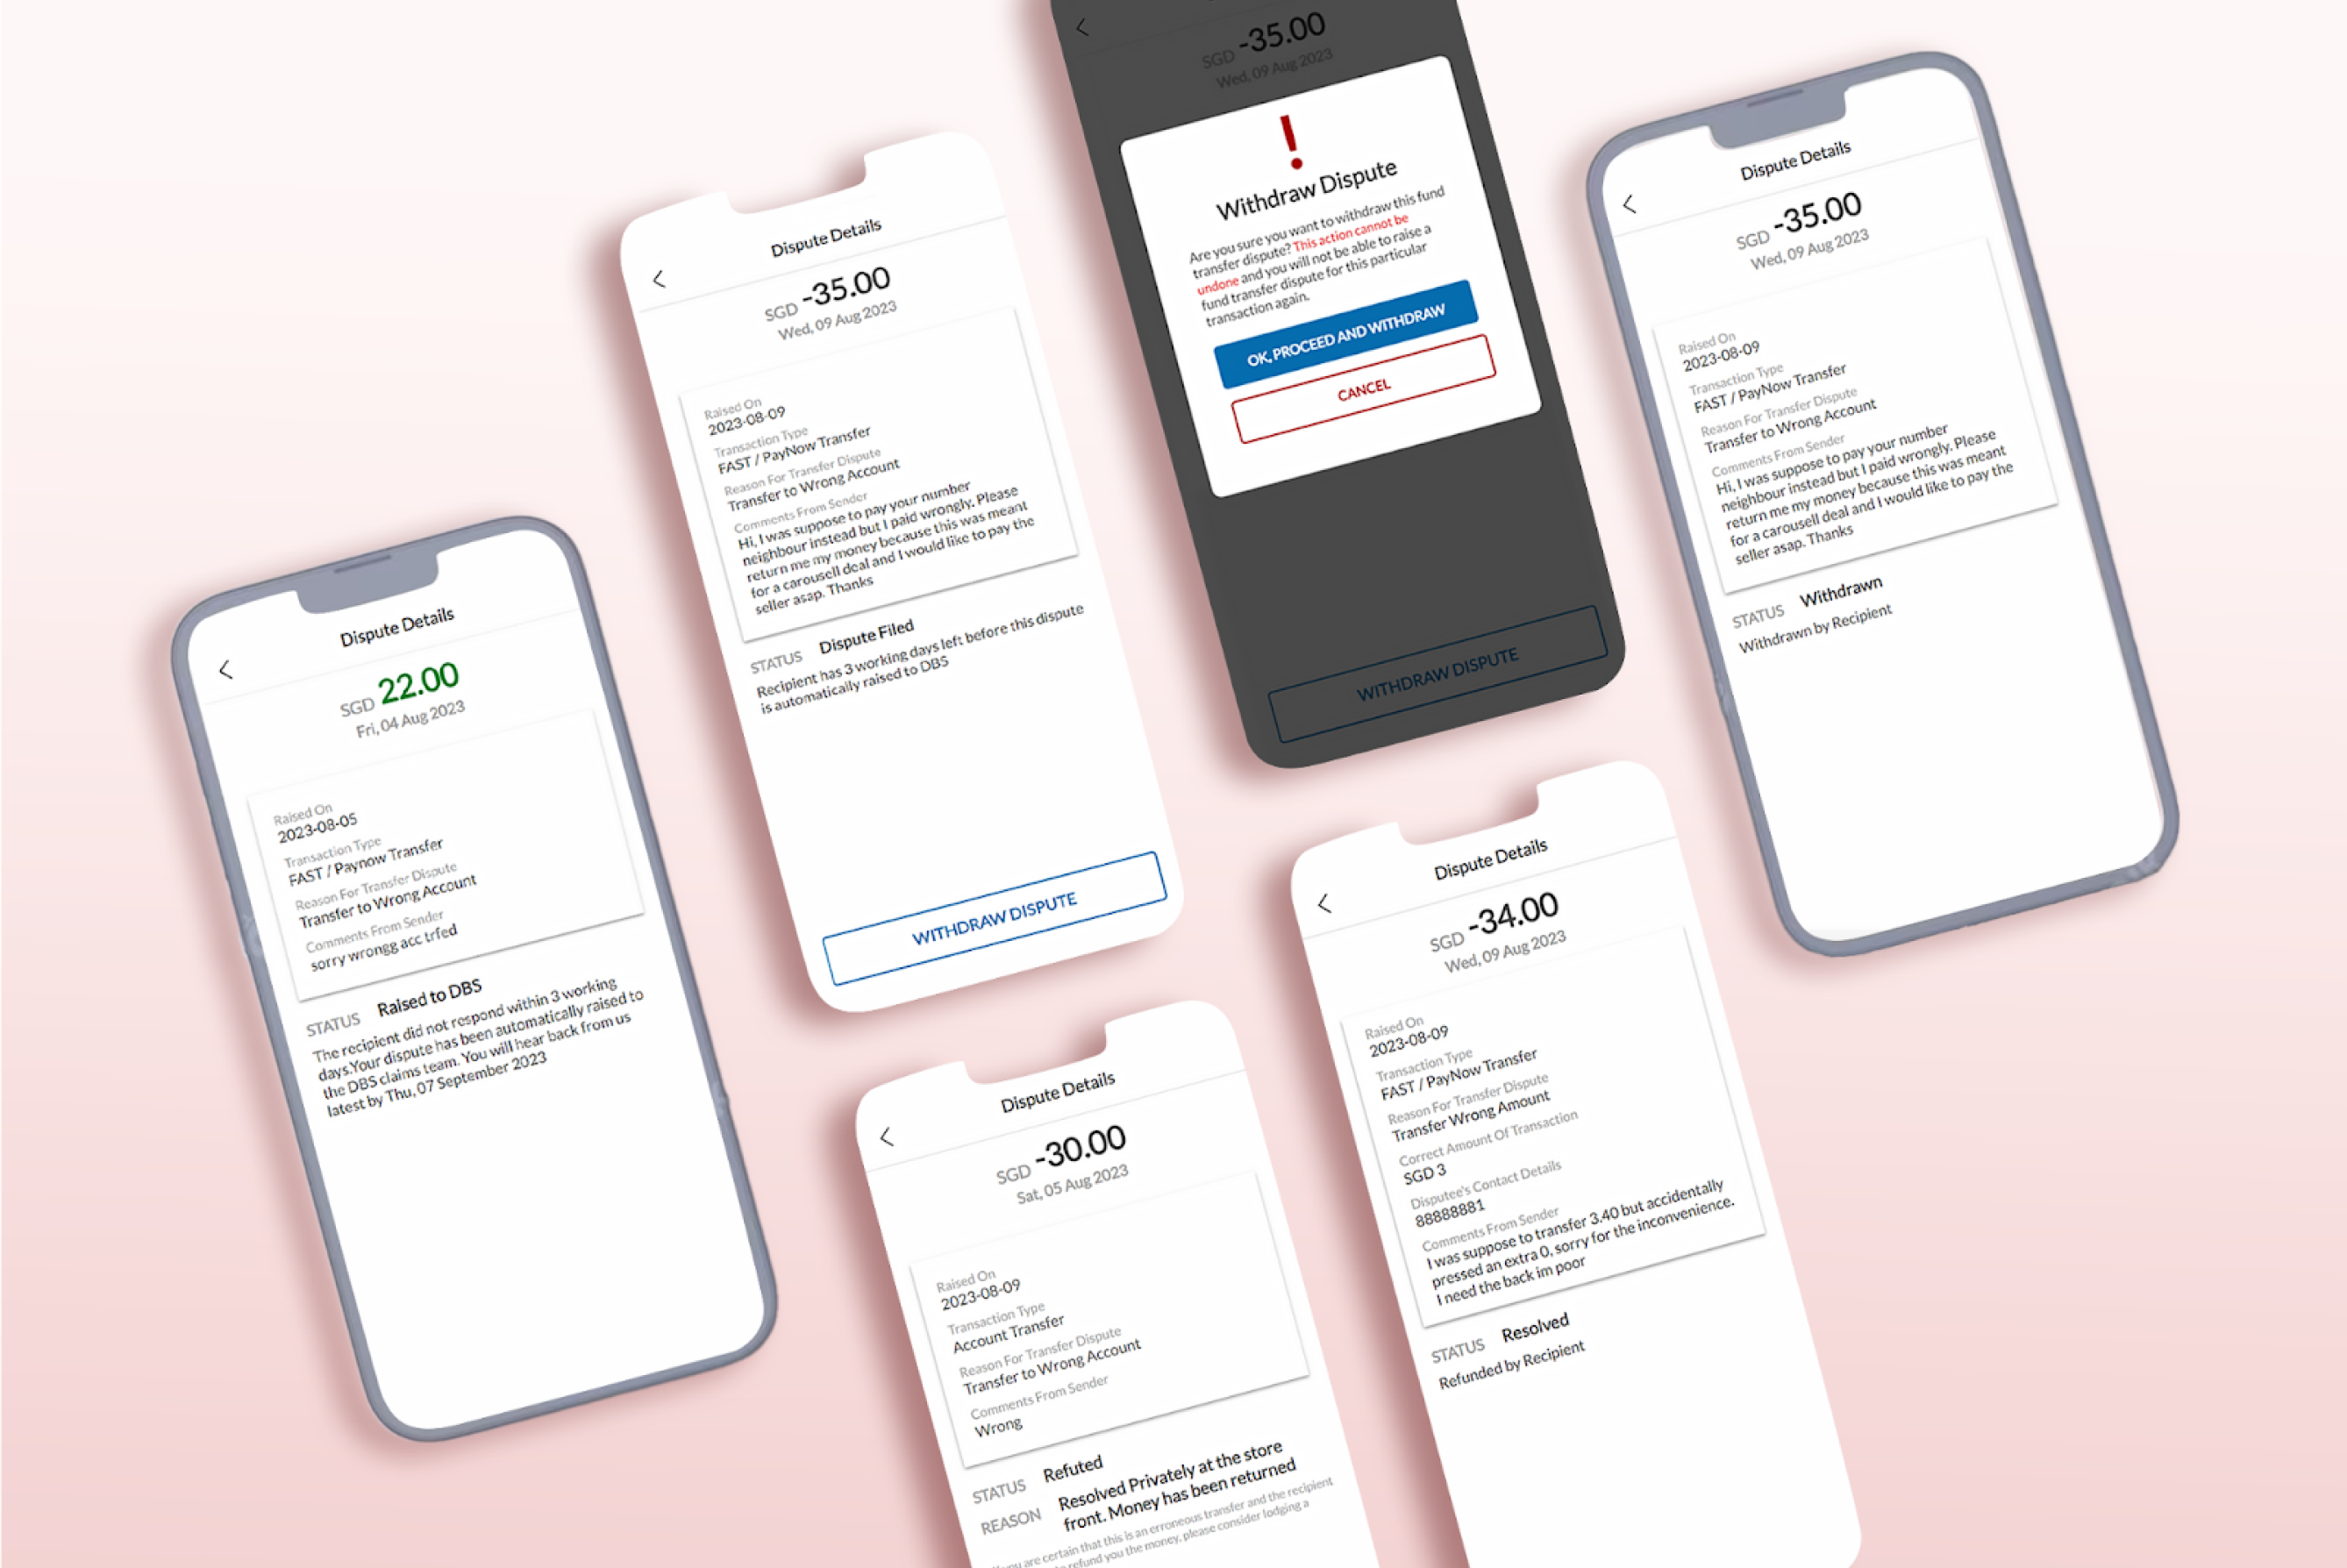 Dispute Details
SGD 22.00
Fri, 04 Aug 2023
Raised On
2023-08-05
Transaction Type
FAST / Paynow Transfer
Reason For Transfer Dispute
Transfer to Wrong Account
Comments From Sender
sorry wrongg acc trfed
STATUS Raised to DBS
The recipient did not respond within 3 working
days.Your dispute has been automatically raised to
the DBS claims team. You will hear back from us
latest by Thu, 07 September 2023
Dispute Details
SGD -35.00
Wed, 09 Aug 2023
Raised On
2023-08-09
Transaction Type
FAST / PayNow Transfer
Reason For Transfer Dispute
Transfer to Wrong Account
Comments From Sender
Hi, I was suppose to pay your number
neighbour instead but I paid wrongly. Please
return me my money because this was meant
for a carousell deal and I would like to pay the
seller asap. Thanks
STATUS Dispute Filed
Recipient has 3 working days left before this dispute
is automatically raised to DBS
WITHDRAW DISPUTE
SGD -35.00
Wed, 09 Aug 2023
!
Withdraw Dispute
Are you sure you want to withdraw this fund
transfer dispute? This action cannot be
undone and you will not be able to raise a
fund transfer dispute for this particular
transaction again.
OK, PROCEED AND WITHDRAW
CANCEL
WITHDRAW DISPUTE
Dispute Details
SGD -35.00
Wed, 09 Aug 2023
Raised On
2023-08-09
Transaction Type
FAST / PayNow Transfer
Reason For Transfer Dispute
Transfer to Wrong Account
Comments From Sender
Hi, I was suppose to pay your number
neighbour instead but I paid wrongly. Please
return me my money because this was meant
for a carousell deal and I would like to pay the
seller asap. Thanks
STATUS Withdrawn
Withdrawn by Recipient
Dispute Details
SGD -30.00
Sat, 05 Aug 2023
Raised On
2023-08-09
Transaction Type
Account Transfer
Reason For Transfer Dispute
Transfer to Wrong Account
Comments From Sender
Wrong
STATUS Refuted
REASON Resolved Privately at the store
front. Money has been returned
you are certain that this is an erroneous transfer and the recipient
refund you the money, please consider lodging a
Dispute Details
SGD -34.00
Wed, 09 Aug 2023
Raised On
2023-08-09
Transaction Type
FAST / PayNow Transfer
Reason For Transfer Dispute
Transfer Wrong Amount
Correct Amount Of Transaction
SGD 3
Disputee's Contact Details
88888881
Comments From Sender
I was suppose to transfer 3.40 but accidentally
pressed an extra 0, sorry for the inconvenience.
I need the back im poor
STATUS Resolved
Refunded by Recipient